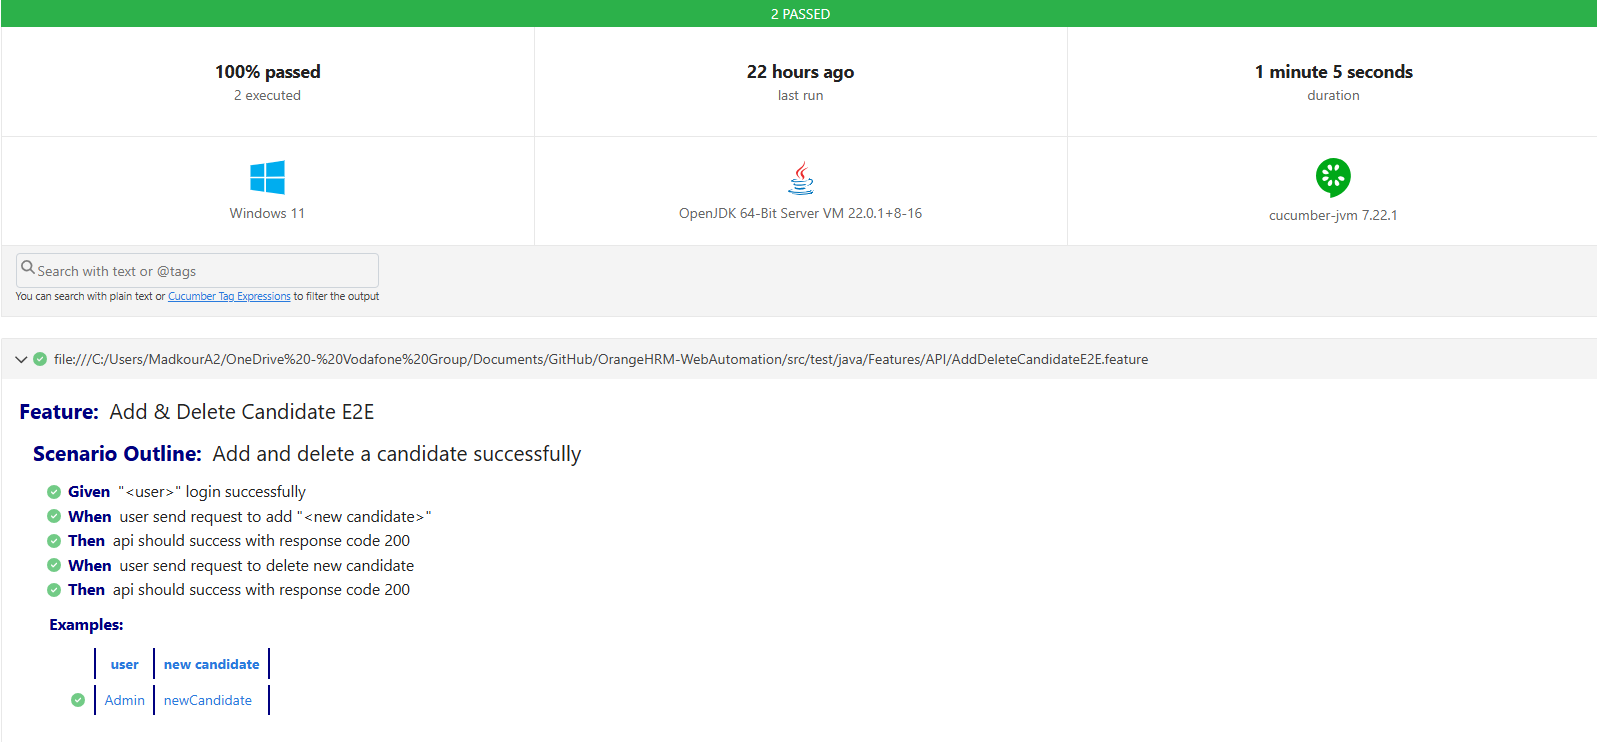 2 PASSED
100% passed
2 executed
22 hours ago
last run
1 minute 5 seconds
duration
Windows 11
OpenJDK 64-Bit Server VM 22.0.1+8-16
cucumber-jvm 7.22.1
Search with text or @tags
You can search with plain text or Cucumber Tag Expressions to filter the output
file:///C:/Users/MadkourA2/OneDrive%20-%20Vodafone%20Group/Documents/GitHub/OrangeHRM-WebAutomation/src/test/java/Features/API/AddDeleteCandidateE2E.feature
Feature: Add & Delete Candidate E2E
Scenario Outline: Add and delete a candidate successfully
Given "<user>" login successfully
When user send request to add "<new candidate>"
Then api should success with response code 200
When user send request to delete new candidate
Then api should success with response code 200
Examples:
user new candidate
Admin newCandidate